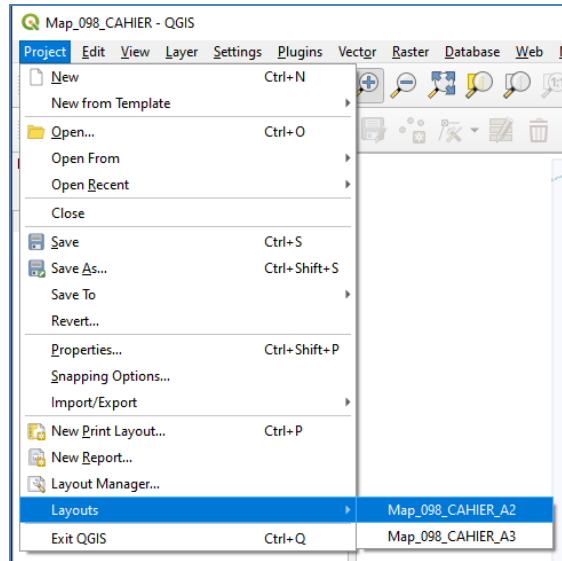 Map_098_CAHIER - QGIS
Project Edit View Layer Settings Plugins Vector Raster Database Web
New Ctrl+N
New from Template
Open... Ctrl+O
Open From
Open Recent
Close
Save Ctrl+S
Save As... Ctrl+Shift+S
Save To
Revert...
Properties... Ctrl+Shift+P
Snapping Options...
Import/Export
New Print Layout... Ctrl+P
New Report...
Layout Manager...
Layouts Map_098_CAHIER_A2
Exit QGIS Ctrl+Q Map_098_CAHIER_A3